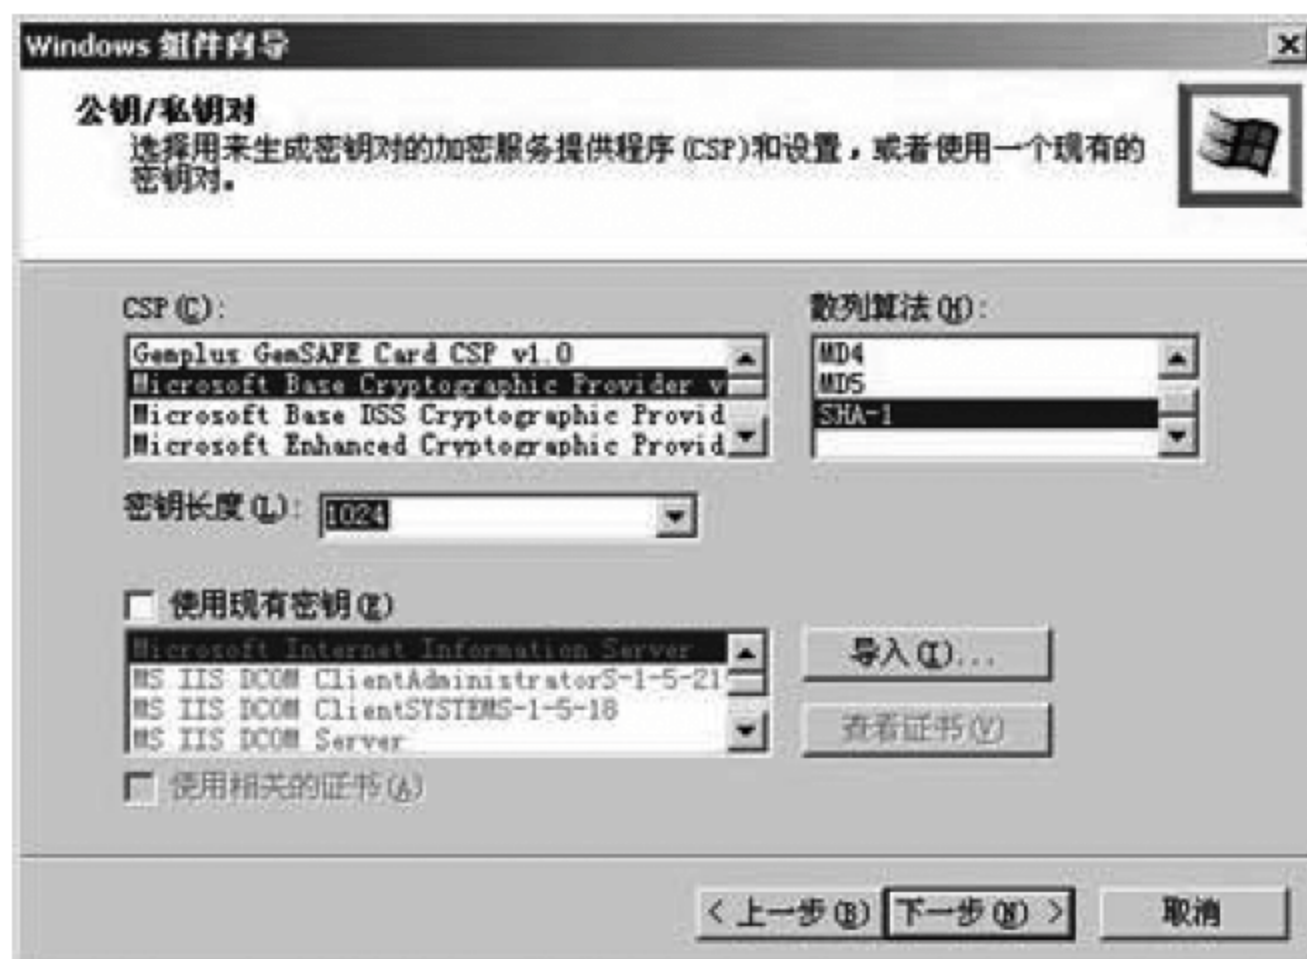 Windows 组件向导
公钥/私钥对
选择用来生成密钥对的加密服务提供程序(CSP)和设置，或者使用一个现有的
密钥对。
CSP(C):
散列算法(H):
Gemplus GemSAFE Card CSP v1.0
Microsoft Base Cryptographic Provider v
Microsoft Base DSS Cryptographic Provid
Microsoft Enhanced Cryptographic Provid
MD4
MD5
SHA-1
密钥长度(L):
1024
使用现有密钥(E)
Microsoft Internet Information Server
MS IIS DCOM ClientAdministratorS-1-5-21
MS IIS DCOM ClientSYSTEMS-1-5-18
MS IIS DCOM Server
导入(I)...
查看证书(V)
使用相关的证书(A)
< 上一步(B)
下一步(N) >
取消